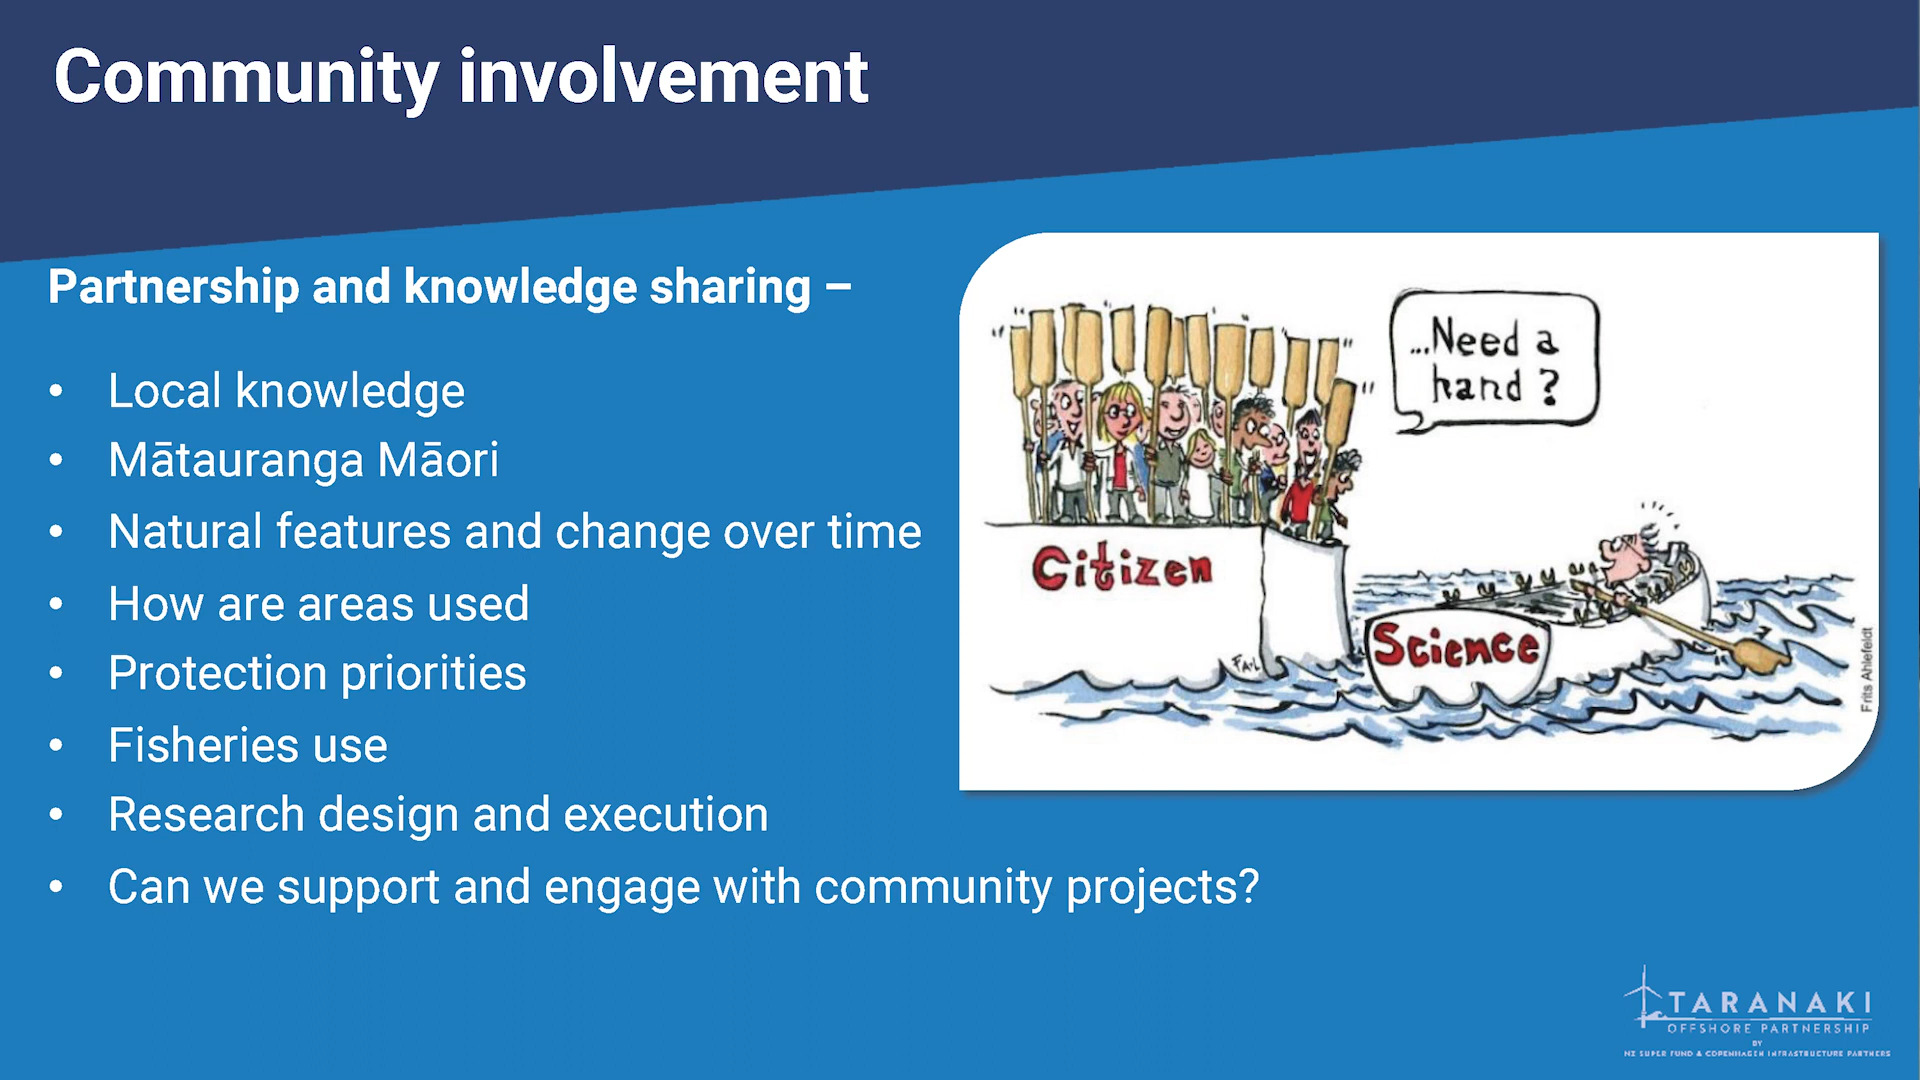 Community involvement
Partnership and knowledge sharing –
• Local knowledge
• Mātauranga Māori
• Natural features and change over time
• How are areas used
• Protection priorities
• Fisheries use
• Research design and execution
• Can we support and engage with community projects?
...Need a
hand?
Citizen
Science
Frits Ahlefeldt
TARANAKI
OFFSHORE PARTNERSHIP
BY
NZ SUPER FUND & COPENHAGEN INFRASTRUCTURE PARTNERS